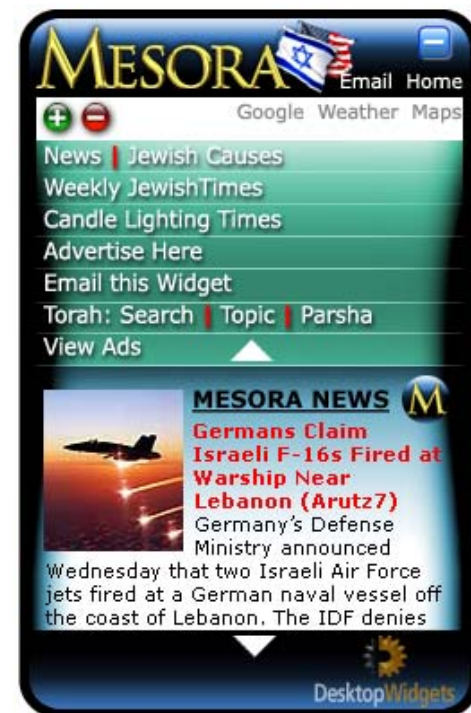 MESORA
Email Home
Google Weather Maps
News | Jewish Causes
Weekly JewishTimes
Candle Lighting Times
Advertise Here
Email this Widget
Torah: Search | Topic | Parsha
View Ads
MESORA NEWS M
Germans Claim
Israeli F-16s Fired at
Warship Near
Lebanon (Arutz7)
Germany's Defense
Ministry announced
Wednesday that two Israeli Air Force
jets fired at a German naval vessel off
the coast of Lebanon. The IDF denies
DesktopWidgets